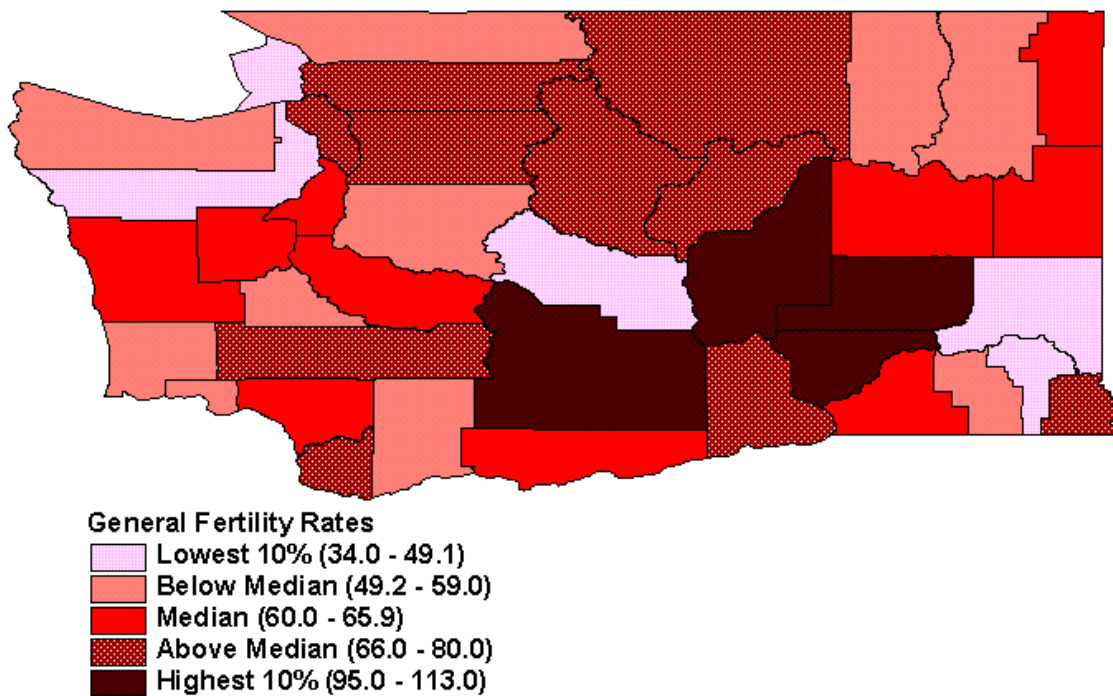 General Fertility Rates
Lowest 10% (34.0 - 49.1)
Below Median (49.2 - 59.0)
Median (60.0 - 65.9)
Above Median (66.0 - 80.0)
Highest 10% (95.0 - 113.0)